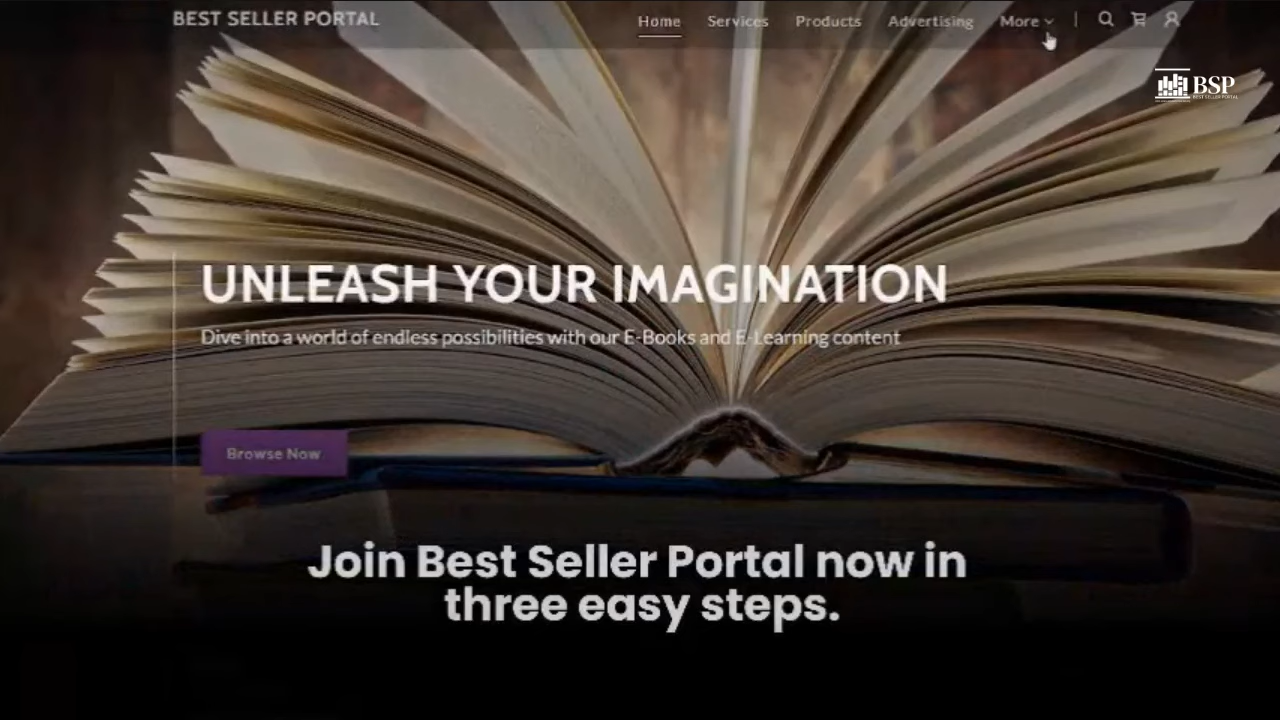 BEST SELLER PORTAL
Home Services Products Advertising More
BSP
BEST SELLER PORTAL
UNLEASH YOUR IMAGINATION
Dive into a world of endless possibilities with our E-Books and E-Learning content
Browse Now
Join Best Seller Portal now in
three easy steps.